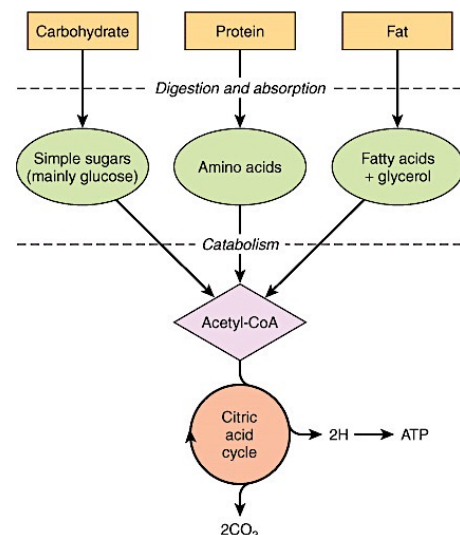 Carbohydrate
Protein
Fat
Digestion and absorption
Simple sugars
(mainly glucose)
Amino acids
Fatty acids
+ glycerol
Catabolism
Acetyl-CoA
Citric
acid
cycle
2H
ATP
2CO₂